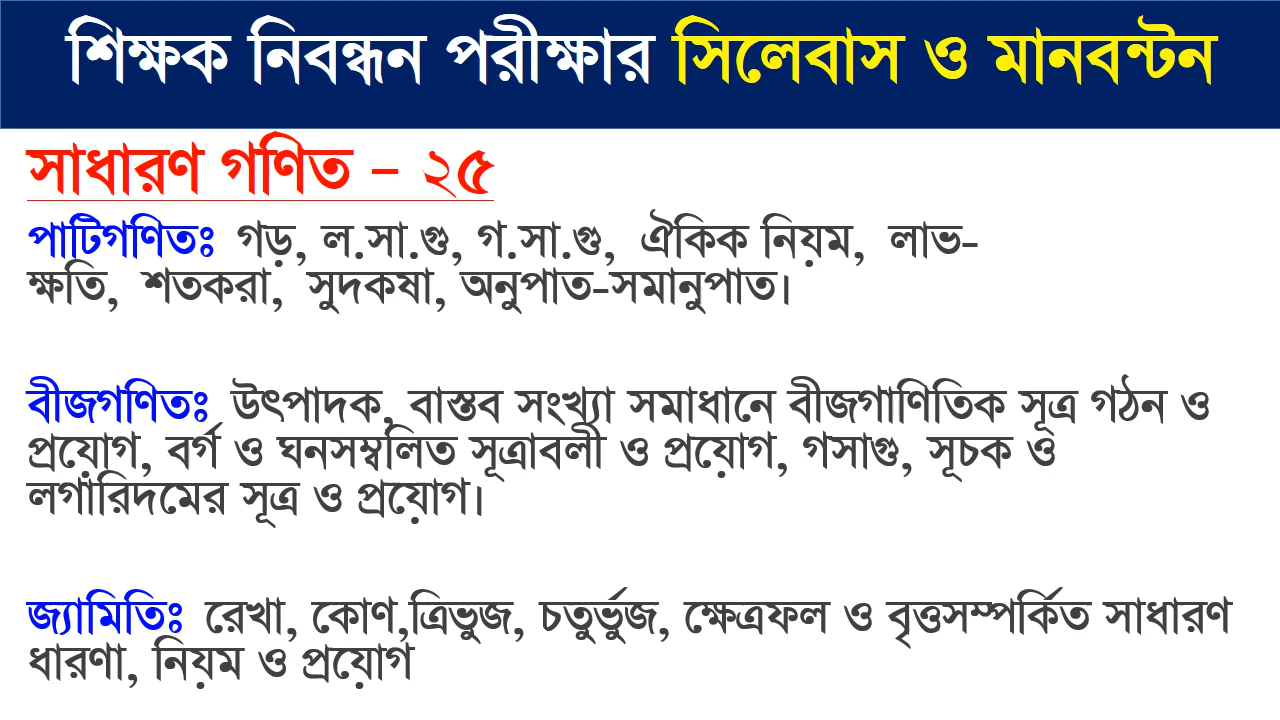 শিক্ষক নিবন্ধন পরীক্ষার সিলেবাস ও মানবন্টন
সাধারণ গণিত – ২৫
পাটিগণিতঃ গড়, ল.সা.গু, গ.সা.গু, ঐকিক নিয়ম, লাভ-
ক্ষতি, শতকরা, সুদকষা, অনুপাত-সমানুপাত।
বীজগণিতঃ উৎপাদক, বাস্তব সংখ্যা সমাধানে বীজগাণিতিক সূত্র গঠন ও
প্রয়োগ, বর্গ ও ঘনসম্বলিত সূত্রাবলী ও প্রয়োগ, গসাগু, সূচক ও
লগারিদমের সূত্র ও প্রয়োগ।
জ্যামিতিঃ রেখা, কোণ,ত্রিভুজ, চতুর্ভুজ, ক্ষেত্রফল ও বৃত্তসম্পর্কিত সাধারণ
ধারণা, নিয়ম ও প্রয়োগ